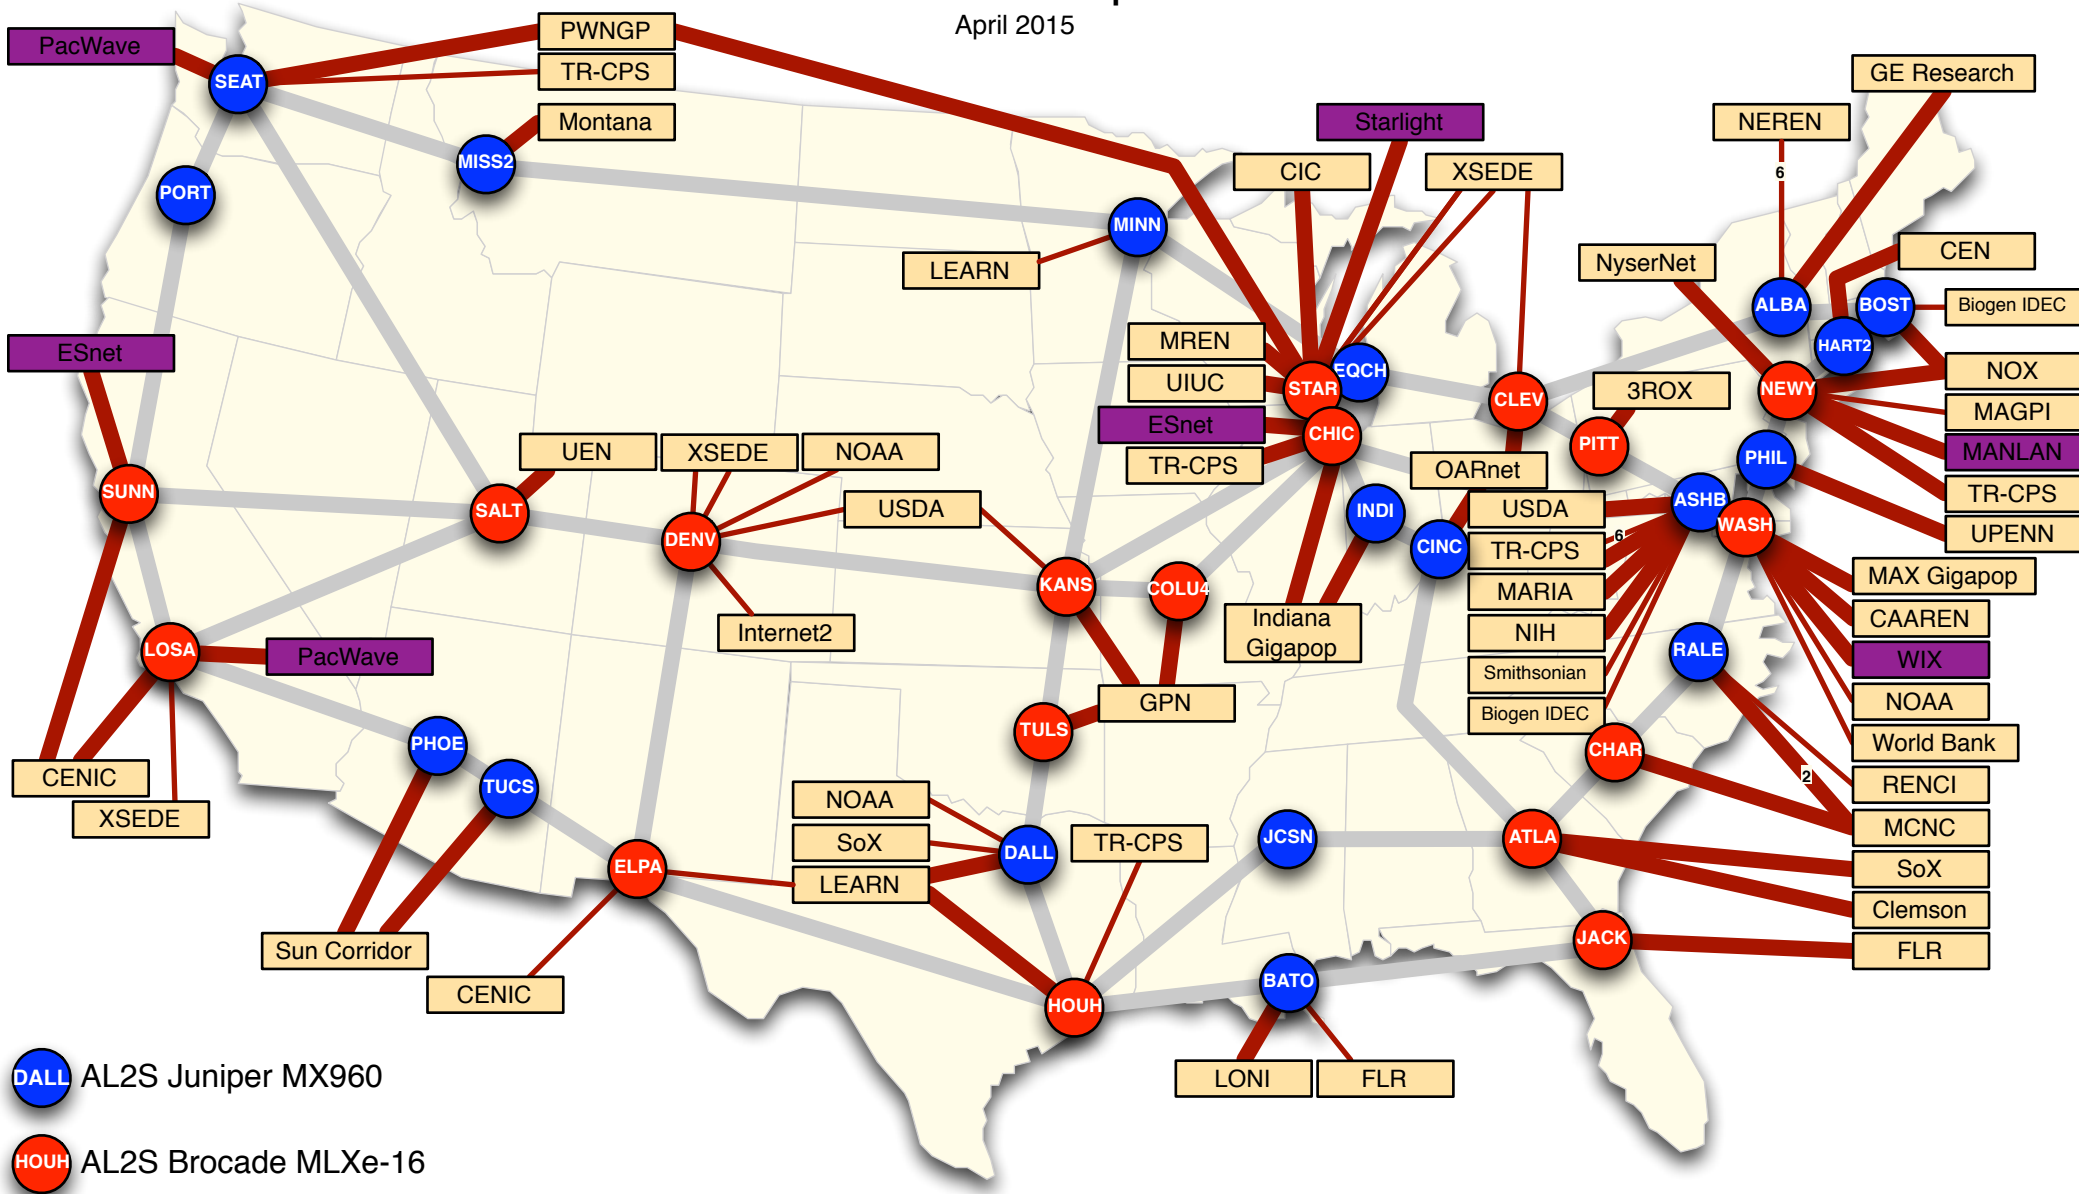 April 2015
PacWave
SEAT
PWNGP
TR-CPS
Montana
MISS2
PORT
MINN
LEARN
Starlight
CIC
XSEDE
GE Research
NEREN
6
NyserNet
CEN
ALBA
BOST
Biogen IDEC
HART2
ESnet
MREN
UIUC
ESnet
TR-CPS
STAR
EQCH
CHIC
CLEV
3ROX
PITT
NEWY
NOX
MAGPI
MANLAN
TR-CPS
UPENN
PHIL
SUNN
SALT
UEN
XSEDE
NOAA
USDA
DENV
Internet2
KANS
COLU4
OARnet
INDI
CINC
USDA
6
TR-CPS
MARIA
NIH
Smithsonian
Biogen IDEC
ASHB
WASH
MAX Gigapop
CAAREN
WIX
NOAA
World Bank
RENCI
MCNC
SoX
Clemson
FLR
LOSA
PacWave
Indiana
Gigapop
GPN
TULS
RALE
CHAR
2
CENIC
XSEDE
PHOE
TUCS
NOAA
SoX
LEARN
DALL
TR-CPS
JCSN
ATLA
ELPA
Sun Corridor
CENIC
HOUH
BATO
JACK
LONI
FLR
DALL AL2S Juniper MX960
HOUH AL2S Brocade MLXe-16